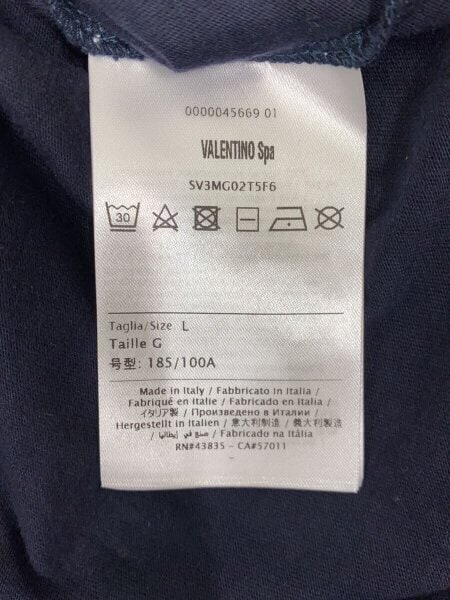 0000045669 01
VALENTINO Spa
SV3MG02T5F6
30
Taglia/Size L
Taille G
号型: 185/100A
Made in Italy / Fabbricato in Italia /
Fabriqué en Italie / Fabricado en Italia /
イタリア製 / Произведено в Италии /
Hergestellt in Italien / 意大利制造 / 義大利製造
/ صنع في إيطاليا / Fabricado na Itália
RN#43835 - CA#57011
-